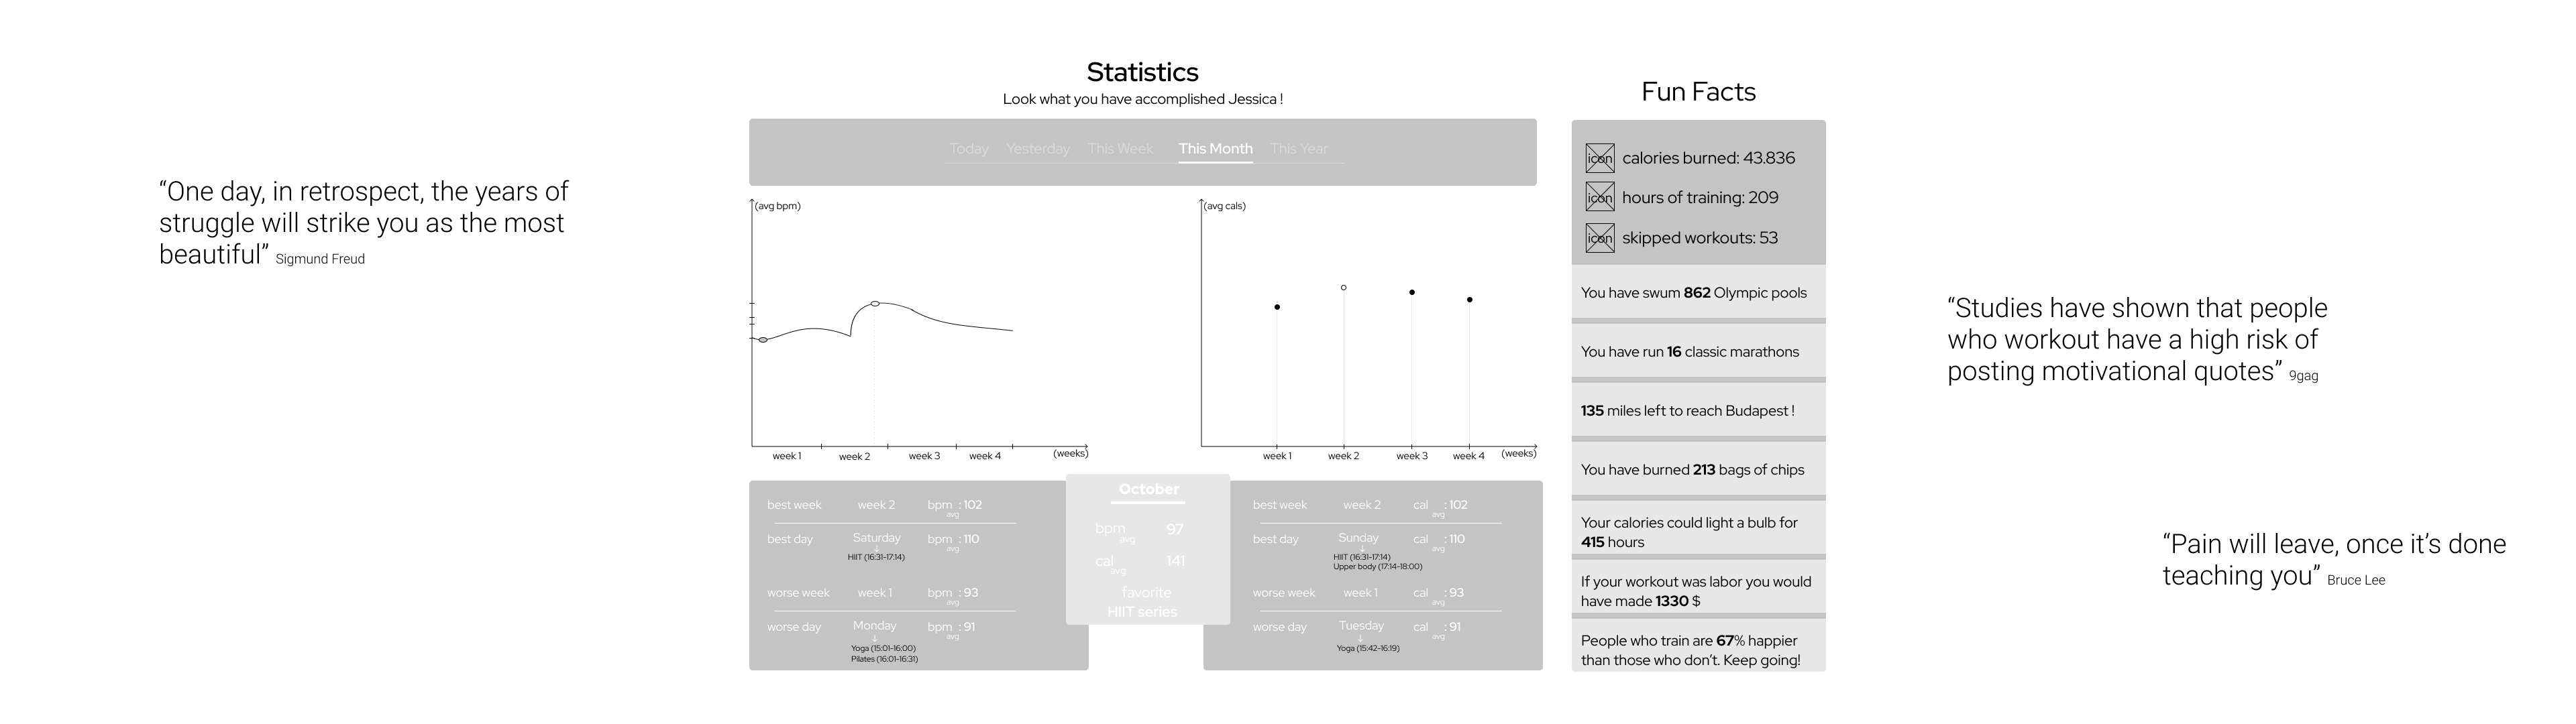 “One day, in retrospect, the years of
struggle will strike you as the most
beautiful” Sigmund Freud
Statistics
Look what you have accomplished Jessica !
Today Yesterday This Week This Month This Year
(avg bpm)
week 1 week 2 week 3 week 4 (weeks)
(avg cals)
week 1 week 2 week 3 week 4 (weeks)
best week week 2 bpm avg : 102
best day Saturday bpm avg : 110
↓
HIIT (16:31-17:14)
worse week week 1 bpm avg : 93
worse day Monday bpm avg : 91
↓
Yoga (15:01-16:00)
Pilates (16:01-16:31)
October
bpm avg 97
cal avg 141
favorite
HIIT series
best week week 2 cal avg : 102
best day Sunday cal avg : 110
↓
HIIT (16:31-17:14)
Upper body (17:14-18:00)
worse week week 1 cal avg : 93
worse day Tuesday cal avg : 91
↓
Yoga (15:42-16:19)
Fun Facts
icon calories burned: 43.836
icon hours of training: 209
icon skipped workouts: 53
You have swum 862 Olympic pools
You have run 16 classic marathons
135 miles left to reach Budapest !
You have burned 213 bags of chips
Your calories could light a bulb for
415 hours
If your workout was labor you would
have made 1330 $
People who train are 67% happier
than those who don’t. Keep going!
“Studies have shown that people
who workout have a high risk of
posting motivational quotes” 9gag
“Pain will leave, once it’s done
teaching you” Bruce Lee